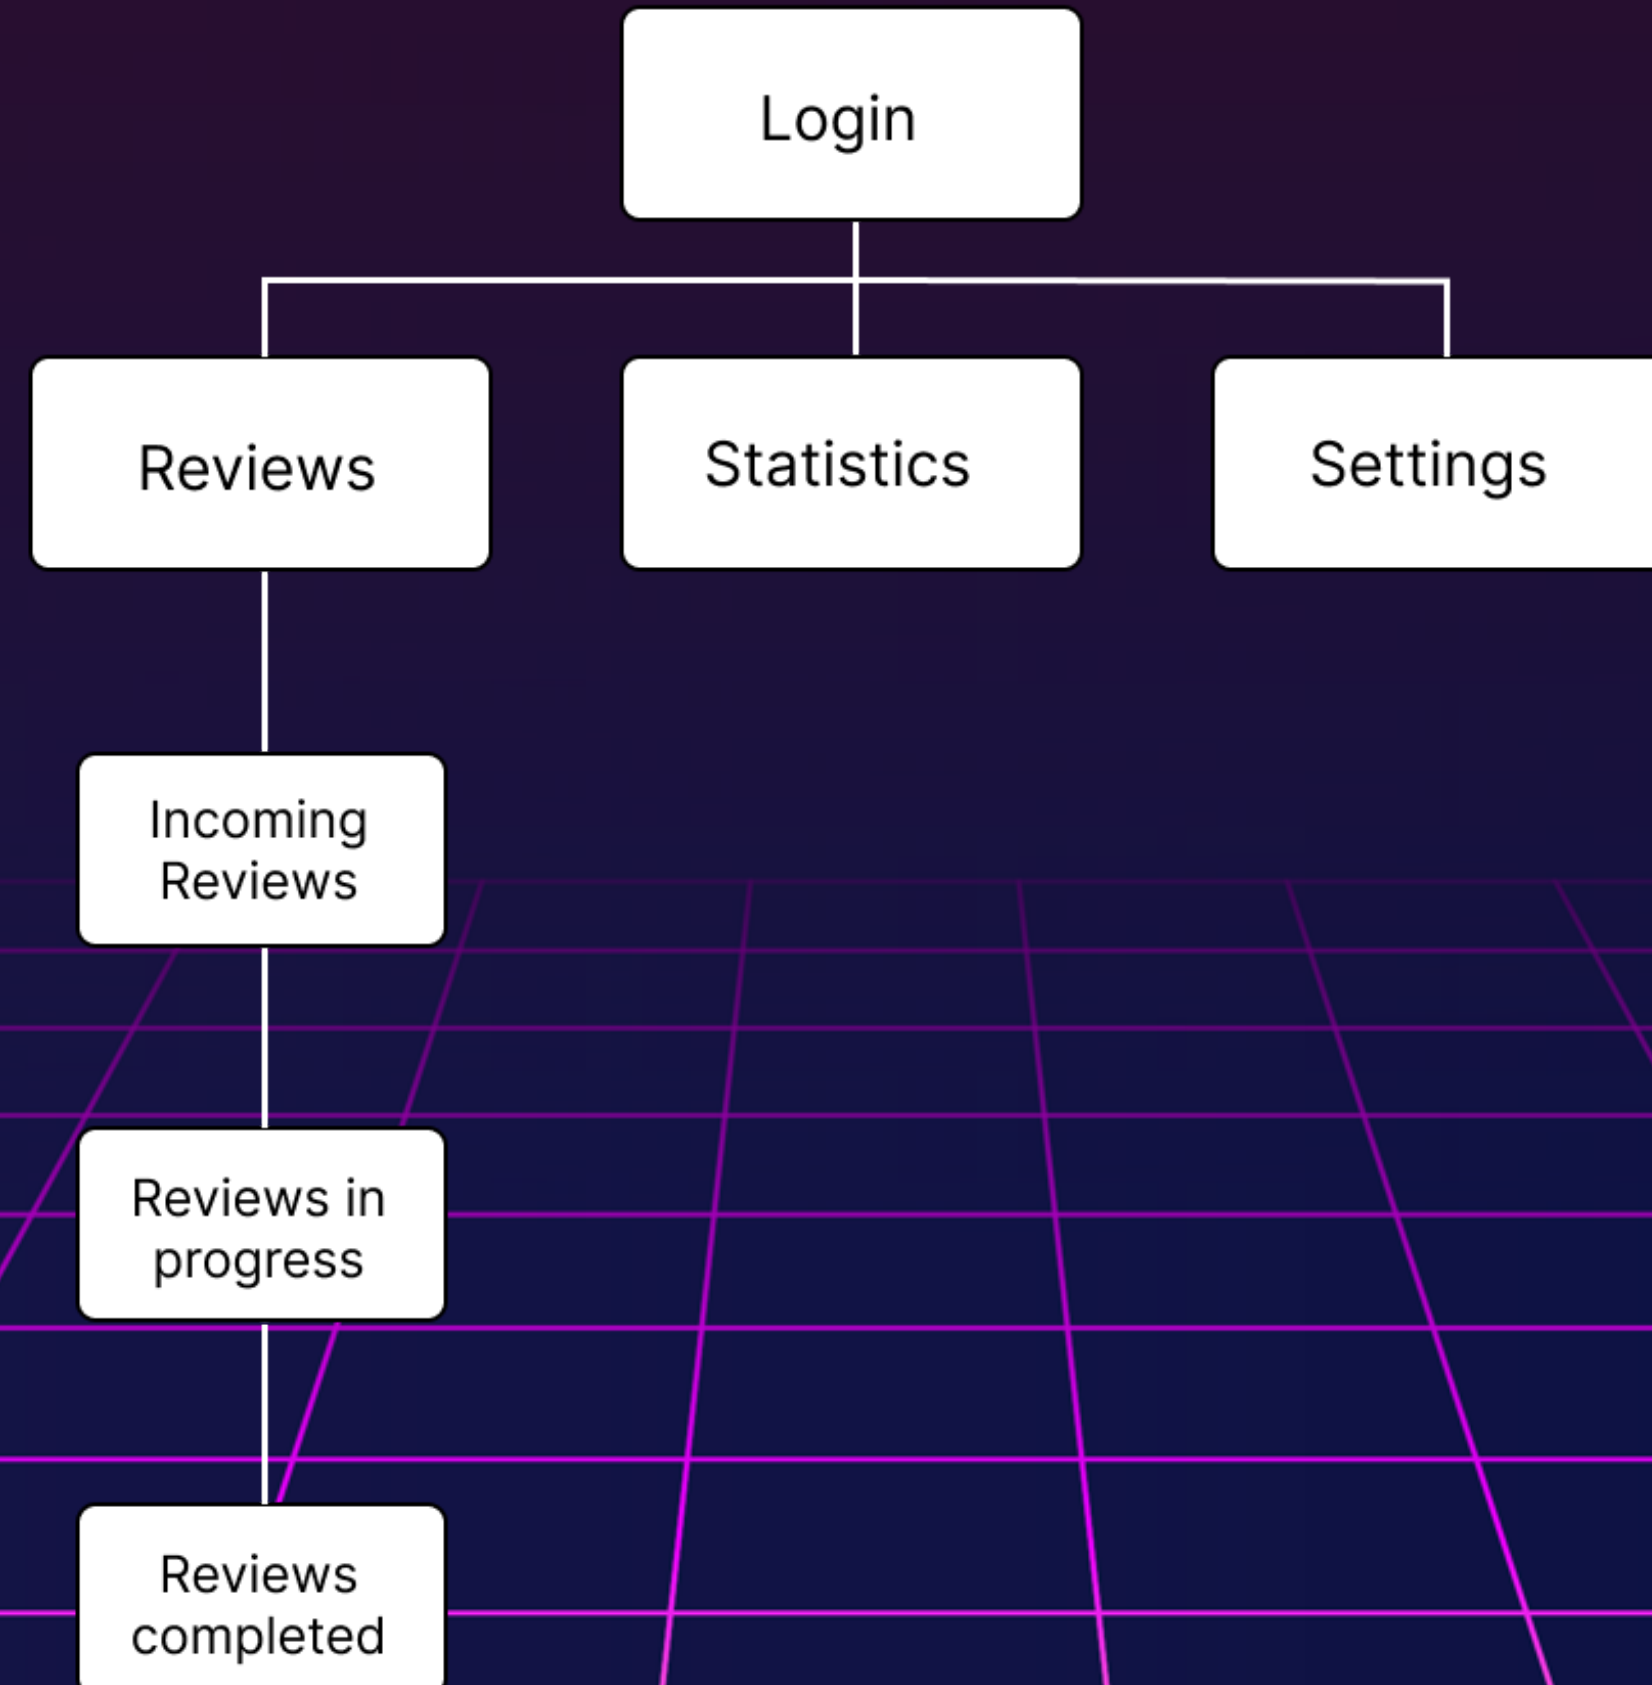 Login
Reviews
Statistics
Settings
Incoming
Reviews
Reviews in
progress
Reviews
completed